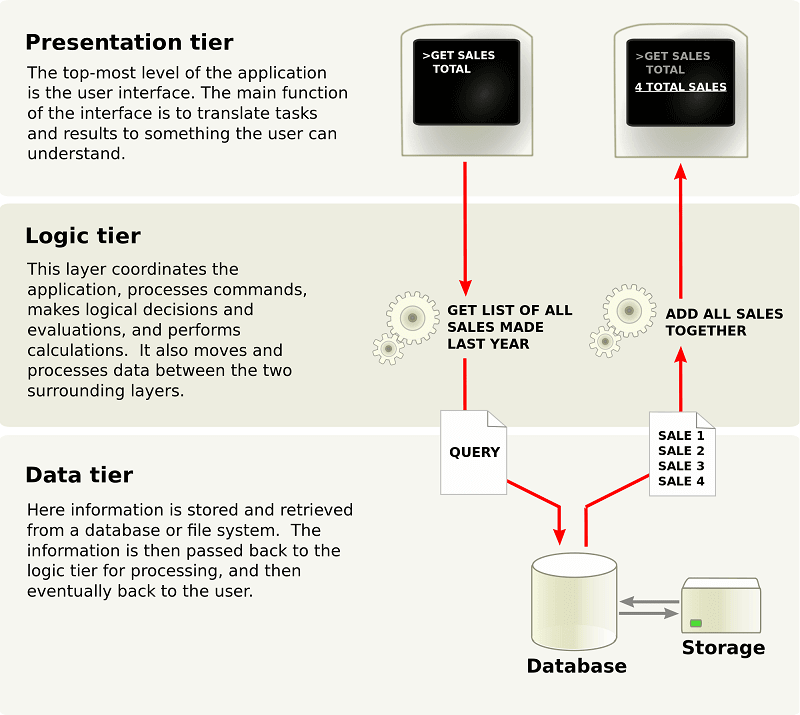 Presentation tier
The top-most level of the application
is the user interface. The main function
of the interface is to translate tasks
and results to something the user can
understand.
>GET SALES
TOTAL
>GET SALES
TOTAL
4 TOTAL SALES
Logic tier
This layer coordinates the
application, processes commands,
makes logical decisions and
evaluations, and performs
calculations.  It also moves and
processes data between the two
surrounding layers.
GET LIST OF ALL
SALES MADE
LAST YEAR
ADD ALL SALES
TOGETHER
Data tier
Here information is stored and retrieved
from a database or file system.  The
information is then passed back to the
logic tier for processing, and then
eventually back to the user.
QUERY
SALE 1
SALE 2
SALE 3
SALE 4
Database
Storage